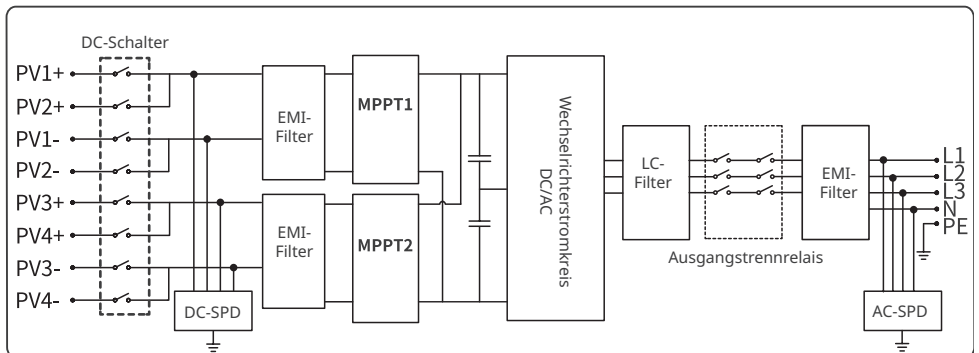 DC-Schalter
PV1+
PV2+
PV1-
PV2-
PV3+
PV4+
PV3-
PV4-
DC-SPD
EMI-
Filter
EMI-
Filter
MPPT1
MPPT2
Wechselrichterstromkreis
DC/AC
LC-
Filter
Ausgangstrennrelais
EMI-
Filter
L1
L2
L3
N
PE
AC-SPD